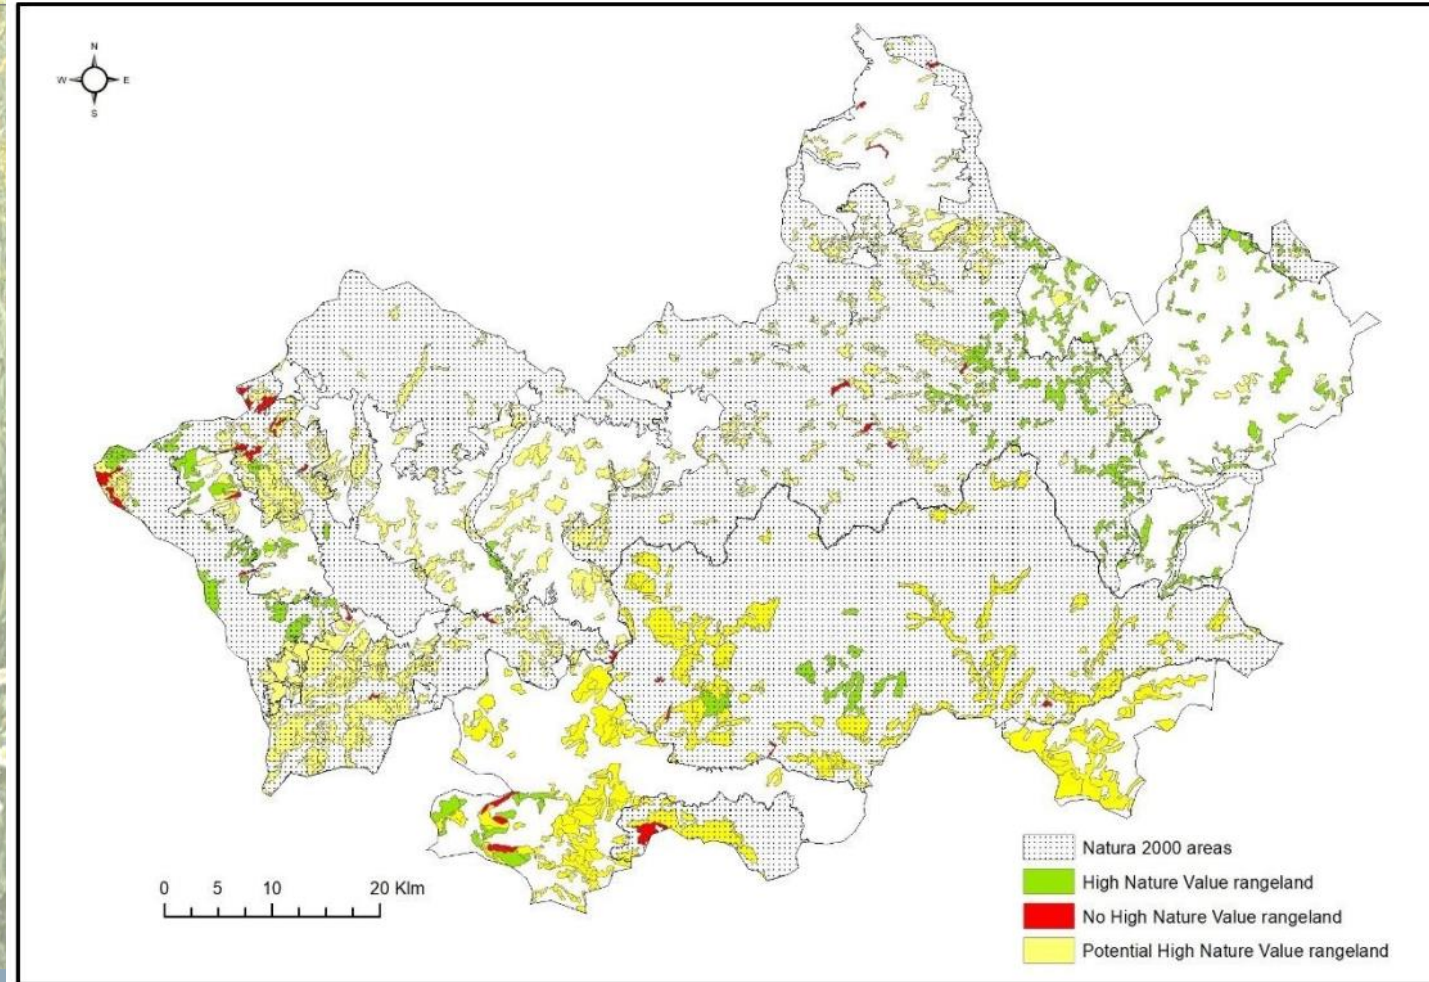 N
W E
S
0 5 10 20 Klm
Natura 2000 areas
High Nature Value rangeland
No High Nature Value rangeland
Potential High Nature Value rangeland